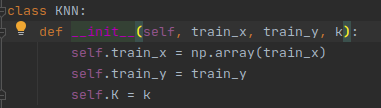 class KNN:
    def __init__(self, train_x, train_y, k):
        self.train_x = np.array(train_x)
        self.train_y = train_y
        self.K = k